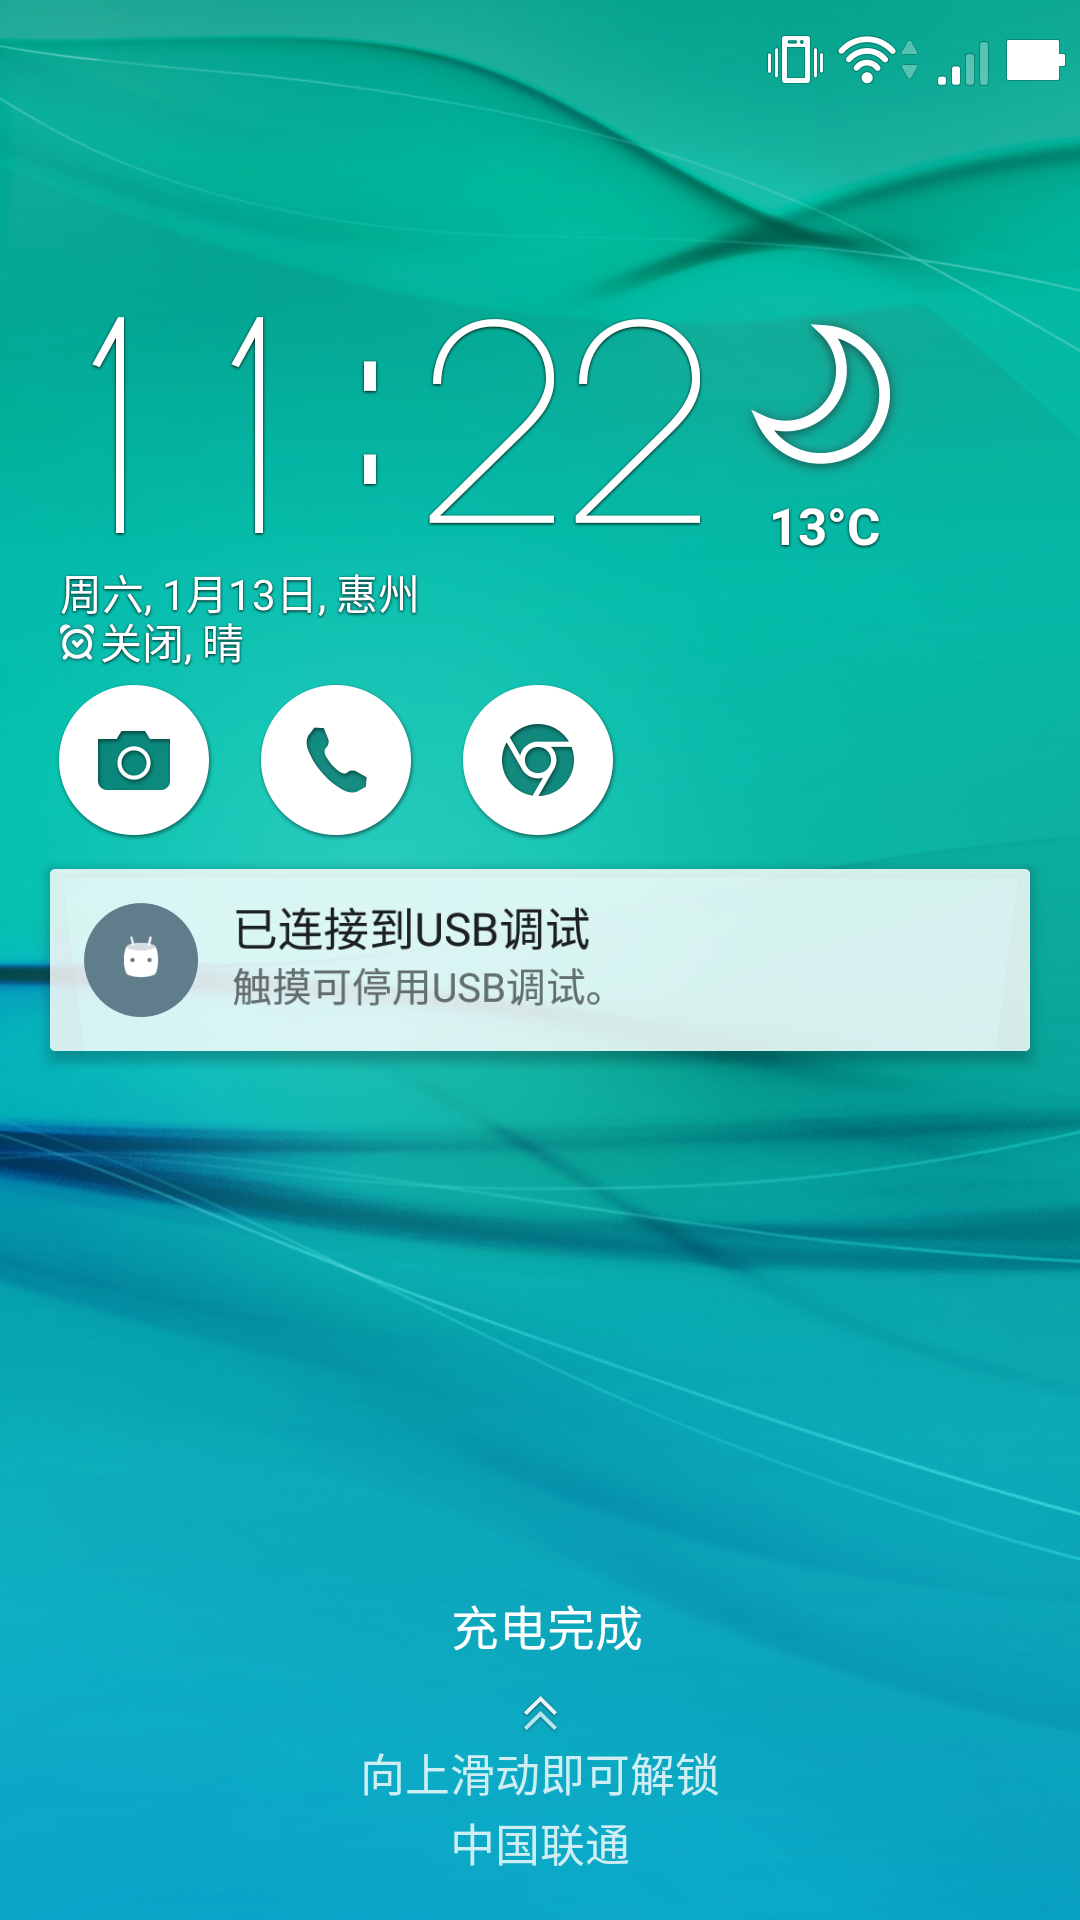 11:22
13°C
周六, 1月13日, 惠州
关闭, 晴
已连接到USB调试
触摸可停用USB调试。
充电完成
向上滑动即可解锁
中国联通